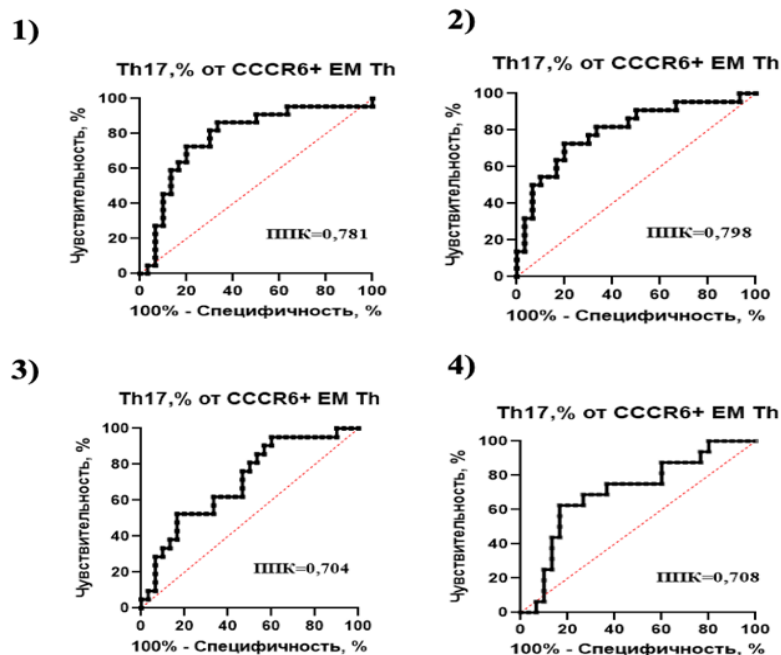 1)
Th17,% от CCCR6+ EM Th
Чувствительность, %
100
80
60
40
20
0
ППК=0,781
0 20 40 60 80 100
100% - Специфичность, %
2)
Th17,% от CCCR6+ EM Th
Чувствительность, %
100
80
60
40
20
0
ППК=0,798
0 20 40 60 80 100
100% - Специфичность, %
3)
Th17,% от CCCR6+ EM Th
Чувствительность, %
100
80
60
40
20
0
ППК=0,704
0 20 40 60 80 100
100% - Специфичность, %
4)
Th17,% от CCCR6+ EM Th
Чувствительность, %
100
80
60
40
20
0
ППК=0,708
0 20 40 60 80 100
100% - Специфичность, %